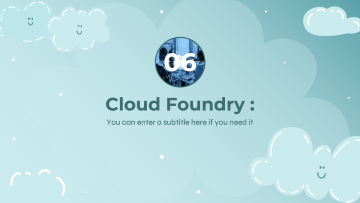 06
Cloud Foundry :
You can enter a subtitle here if you need it